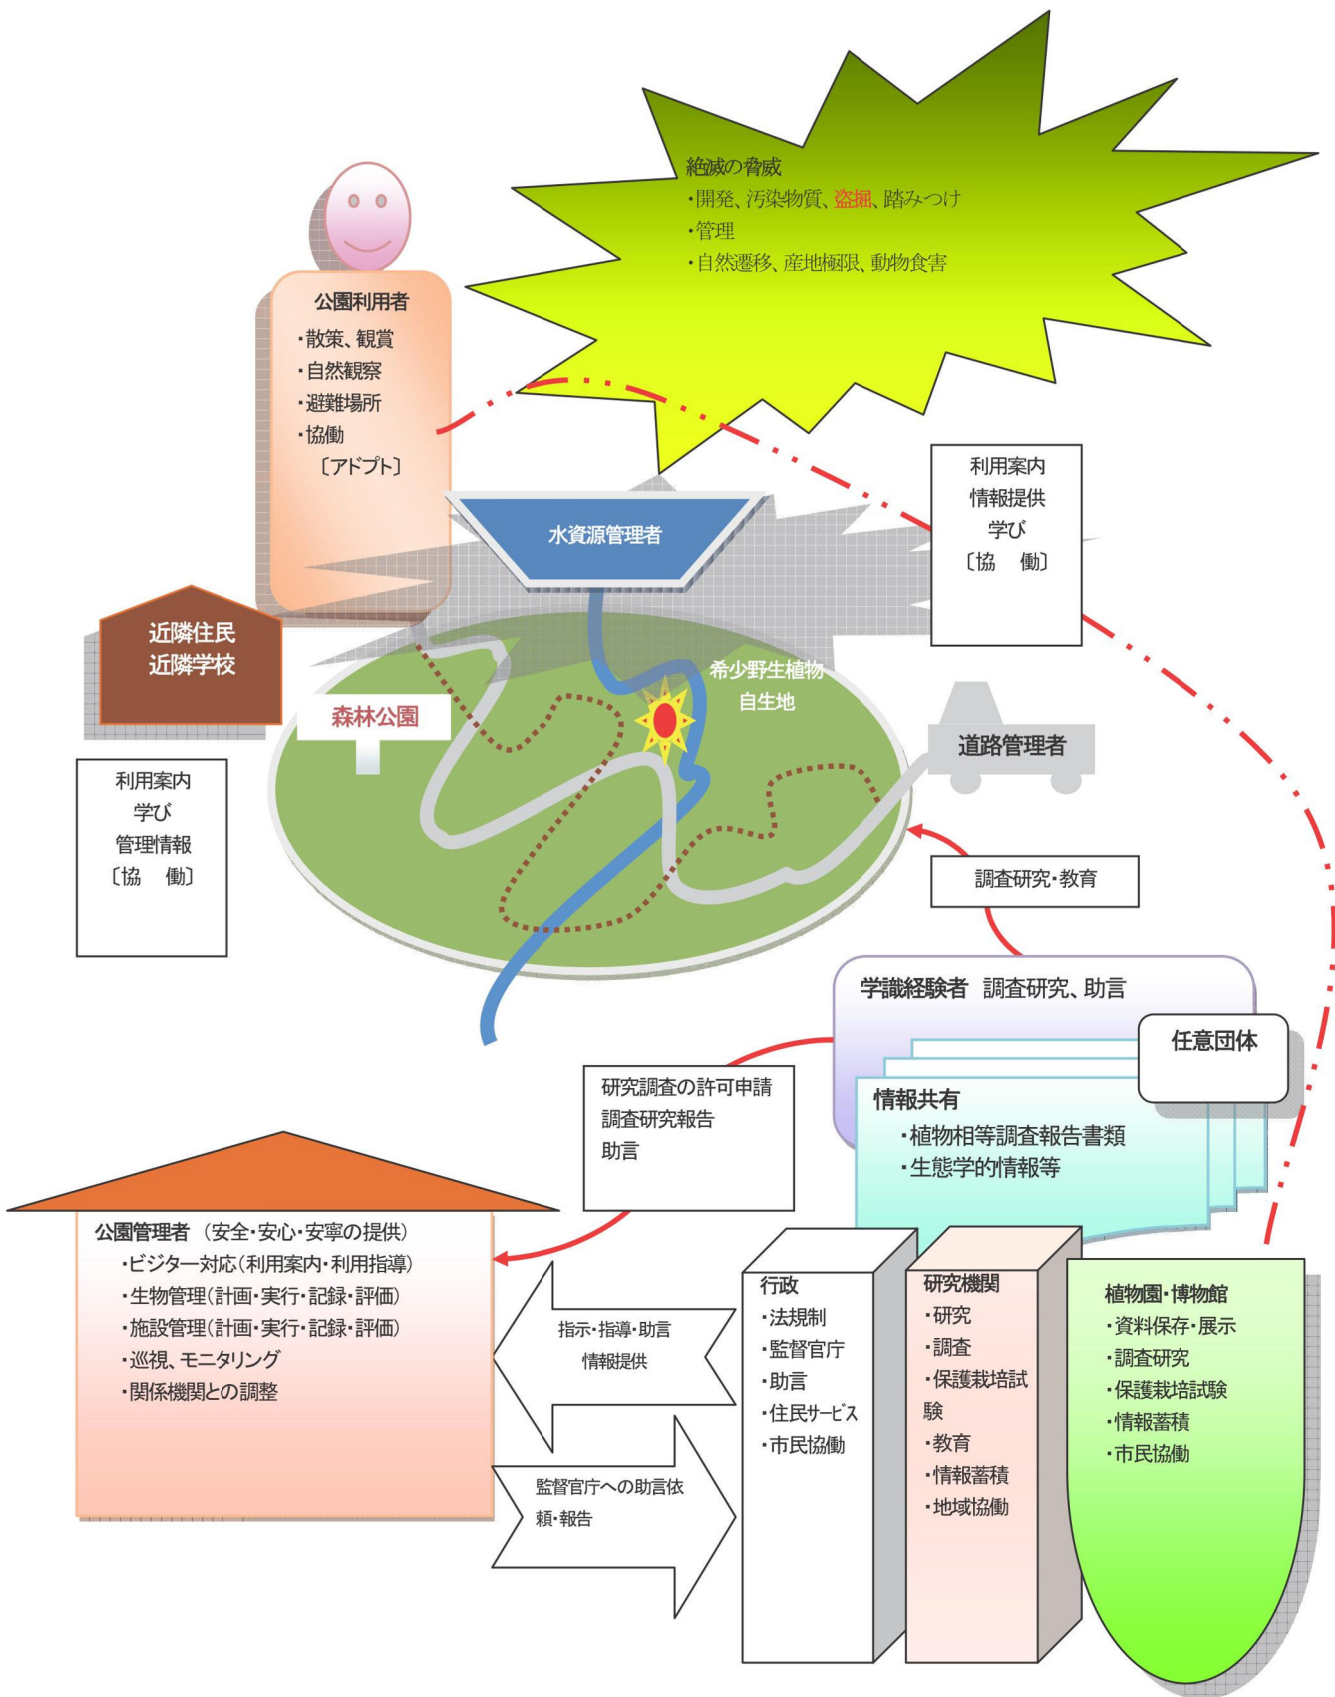 絶滅の脅威
・開発、汚染物質、盗掘、踏みつけ
・管理
・自然遷移、産地極限、動物食害
公園利用者
・散策、観賞
・自然観察
・避難場所
・協働
〔アドプト〕
利用案内
情報提供
学び
〔協　働〕
水資源管理者
近隣住民
近隣学校
希少野生植物
自生地
森林公園
道路管理者
利用案内
学び
管理情報
〔協　働〕
調査研究・教育
学識経験者　調査研究、助言
任意団体
情報共有
・植物相等調査報告書類
・生態学的情報等
研究調査の許可申請
調査研究報告
助言
公園管理者　(安全・安心・安寧の提供)
・ビジター対応(利用案内・利用指導)
・生物管理(計画・実行・記録・評価)
・施設管理(計画・実行・記録・評価)
・巡視、モニタリング
・関係機関との調整
指示・指導・助言
情報提供
監督官庁への助言依
頼・報告
行政
・法規制
・監督官庁
・助言
・住民サービス
・市民協働
研究機関
・研究
・調査
・保護栽培試
験
・教育
・情報蓄積
・地域協働
植物園・博物館
・資料保存・展示
・調査研究
・保護栽培試験
・情報蓄積
・市民協働